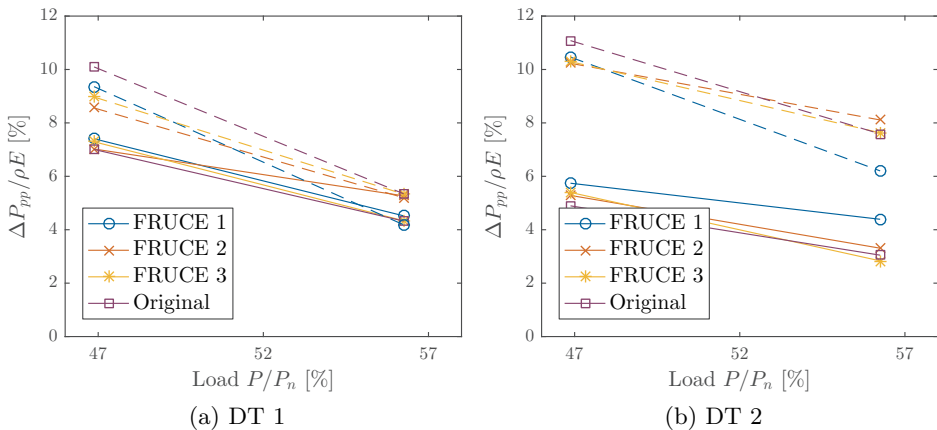 12
10
8
6
4
2
0
ΔP_pp/ρE [%]
FRUCE 1
FRUCE 2
FRUCE 3
Original
47
52
57
Load P/P_n [%]
(a) DT 1
12
10
8
6
4
2
0
ΔP_pp/ρE [%]
FRUCE 1
FRUCE 2
FRUCE 3
Original
47
52
57
Load P/P_n [%]
(b) DT 2